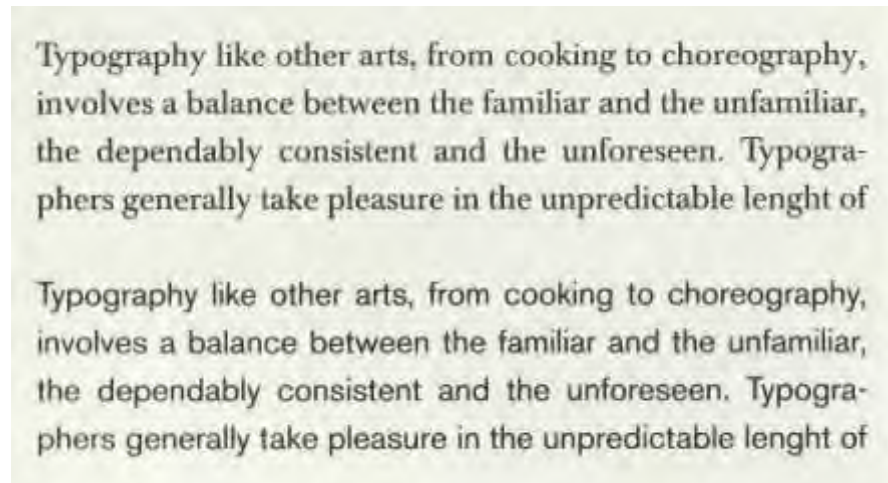 Typography like other arts, from cooking to choreography,
involves a balance between the familiar and the unfamiliar,
the dependably consistent and the unforeseen. Typogra-
phers generally take pleasure in the unpredictable lenght of
Typography like other arts, from cooking to choreography,
involves a balance between the familiar and the unfamiliar,
the dependably consistent and the unforeseen. Typogra-
phers generally take pleasure in the unpredictable lenght of